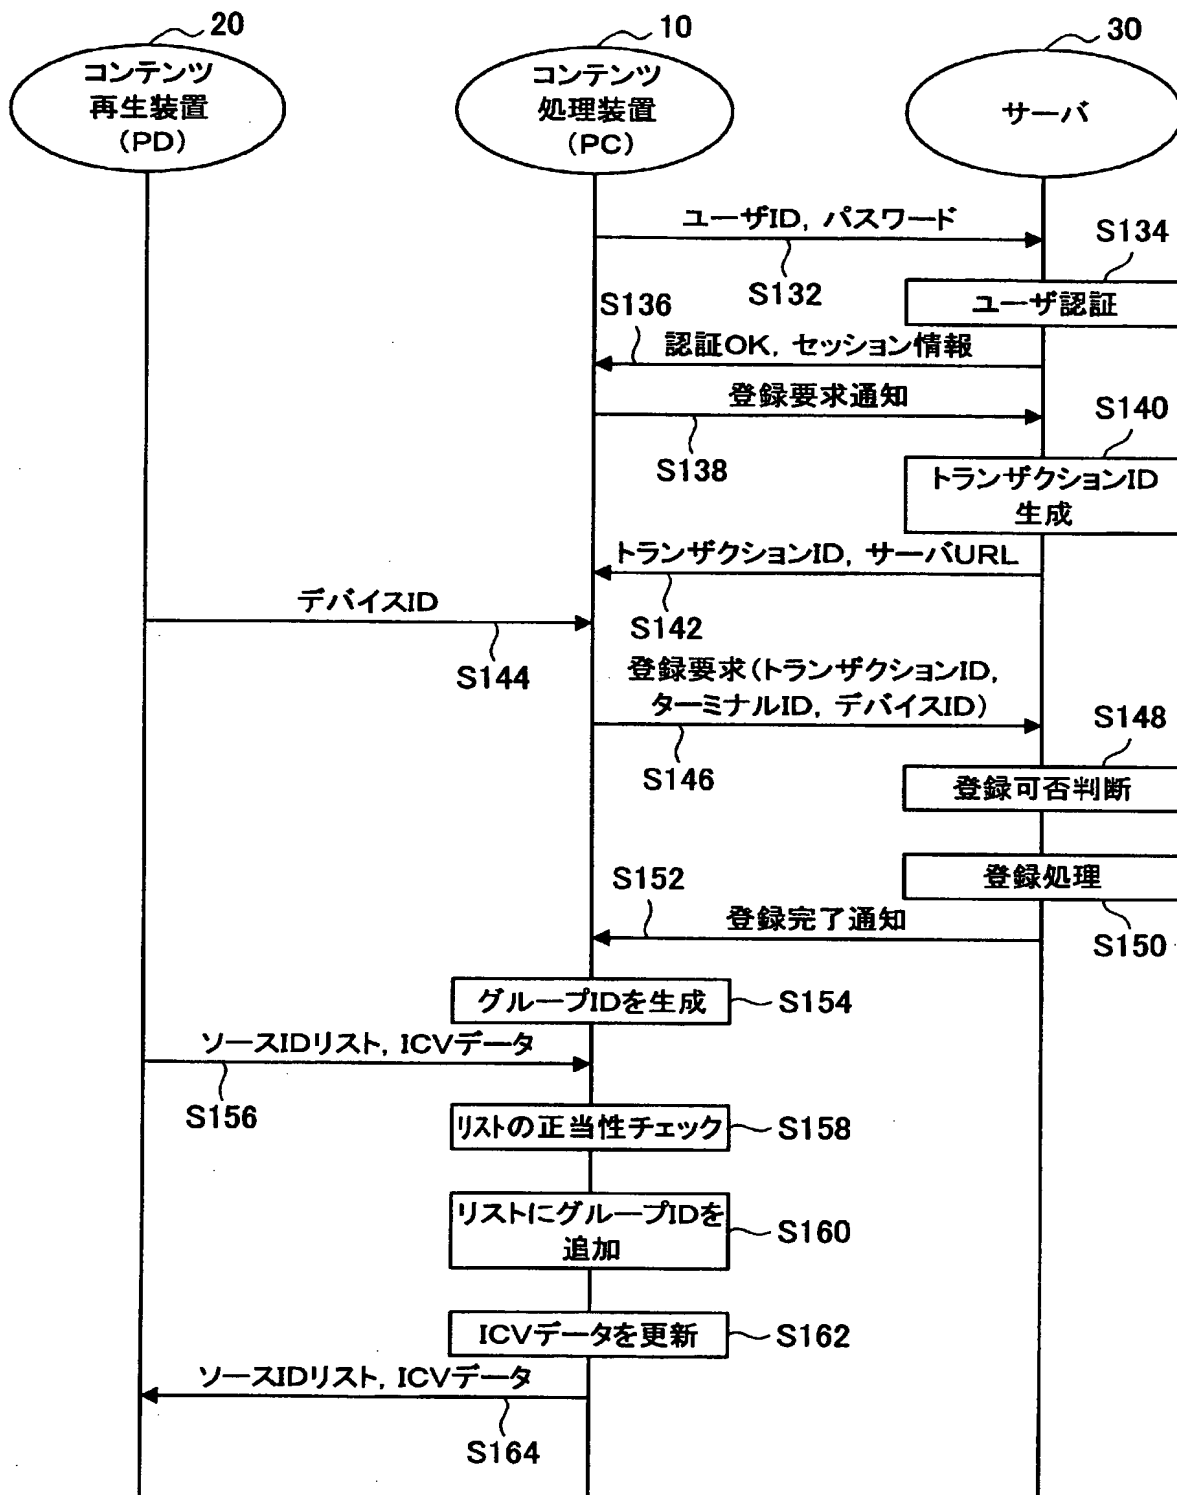 20
10
30
コンテンツ
再生装置
(PD)
コンテンツ
処理装置
(PC)
サーバ
ユーザID, パスワード
S132
S134
ユーザ認証
S136
認証OK, セッション情報
登録要求通知
S138
S140
トランザクションID
生成
トランザクションID, サーバURL
S142
デバイスID
S144
登録要求(トランザクションID,
ターミナルID, デバイスID)
S146
S148
登録可否判断
登録処理
S150
S152
登録完了通知
グループIDを生成
S154
ソースIDリスト, ICVデータ
S156
リストの正当性チェック
S158
リストにグループIDを
追加
S160
ICVデータを更新
S162
ソースIDリスト, ICVデータ
S164